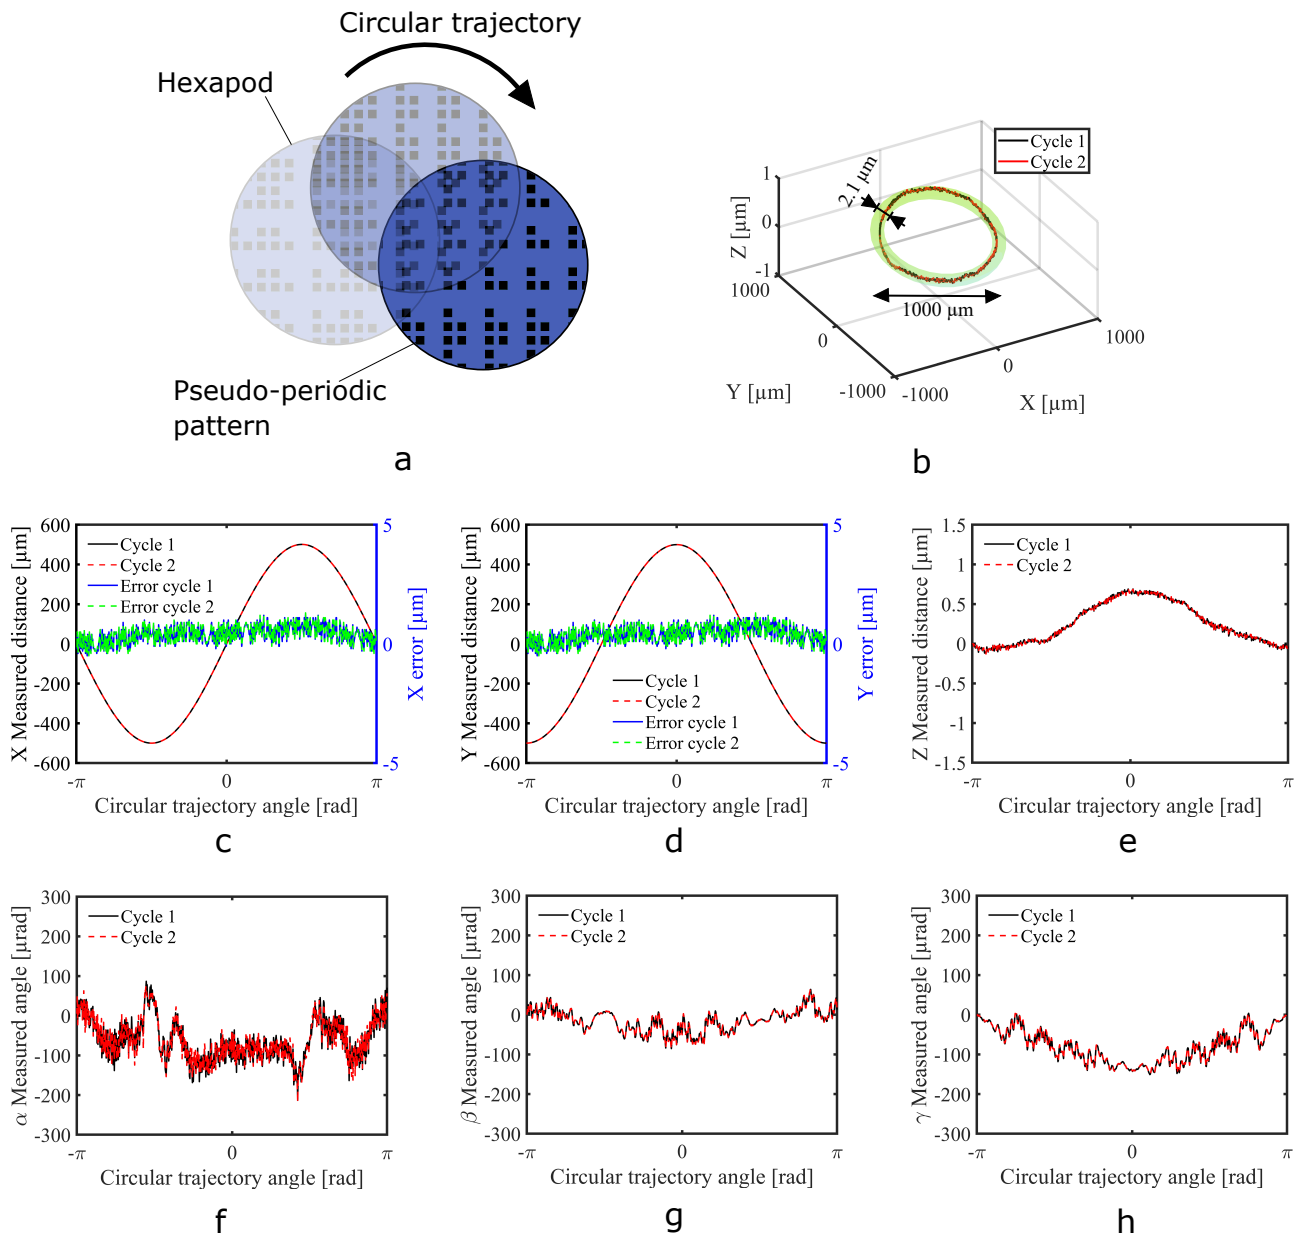 Circular trajectory
Hexapod
Pseudo-periodic
pattern
a
Cycle 1
Cycle 2
2.1 µm
1000 µm
Z [µm]
1
0
-1
1000
0
-1000
Y [µm]
-1000
0
1000
X [µm]
b
X Measured distance [µm]
600
400
200
0
-200
-400
-600
Cycle 1
Cycle 2
Error cycle 1
Error cycle 2
5
0
-5
X error [µm]
-π
0
π
Circular trajectory angle [rad]
c
Y Measured distance [µm]
600
400
200
0
-200
-400
-600
Cycle 1
Cycle 2
Error cycle 1
Error cycle 2
5
0
-5
Y error [µm]
-π
0
π
Circular trajectory angle [rad]
d
Z Measured distance [µm]
1.5
1
0.5
0
-0.5
-1
-1.5
Cycle 1
Cycle 2
-π
0
π
Circular trajectory angle [rad]
e
α Measured angle [µrad]
300
200
100
0
-100
-200
-300
Cycle 1
Cycle 2
-π
0
π
Circular trajectory angle [rad]
f
β Measured angle [µrad]
300
200
100
0
-100
-200
-300
Cycle 1
Cycle 2
-π
0
π
Circular trajectory angle [rad]
g
γ Measured angle [µrad]
300
200
100
0
-100
-200
-300
Cycle 1
Cycle 2
-π
0
π
Circular trajectory angle [rad]
h